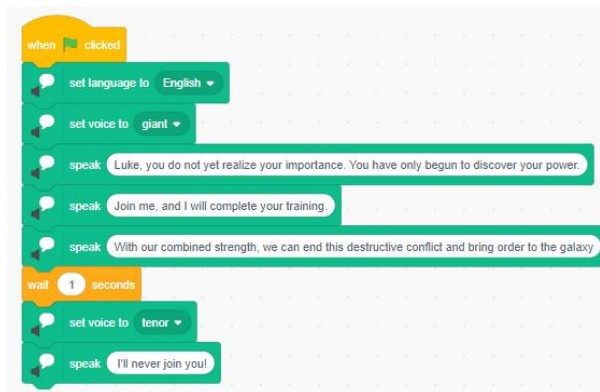 when clicked
set language to English
set voice to giant
speak Luke, you do not yet realize your importance. You have only begun to discover your power.
speak Join me, and I will complete your training.
speak With our combined strength, we can end this destructive conflict and bring order to the galaxy
wait 1 seconds
set voice to tenor
speak I'll never join you!